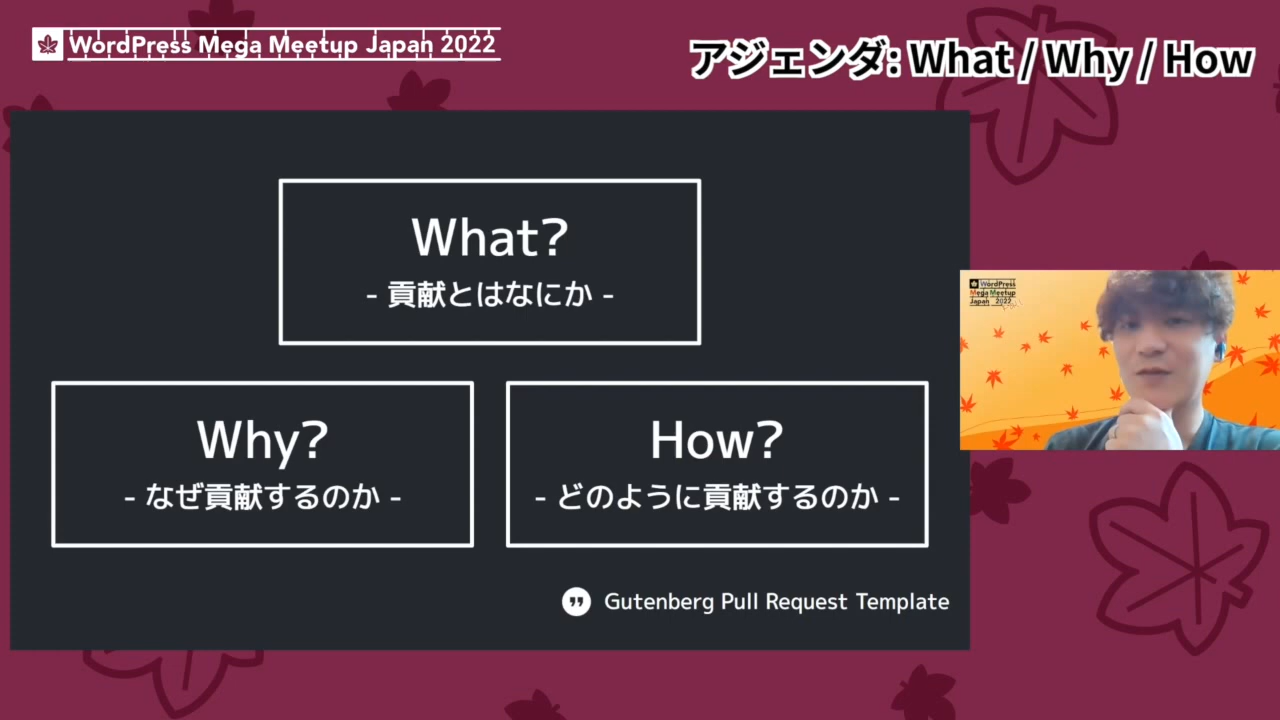 WordPress Mega Meetup Japan 2022
アジェンダ: What / Why / How
What?
- 貢献とはなにか -
Why?
- なぜ貢献するのか -
How?
- どのように貢献するのか -
Gutenberg Pull Request Template
WordPress
Mega Meetup
Japan 2022